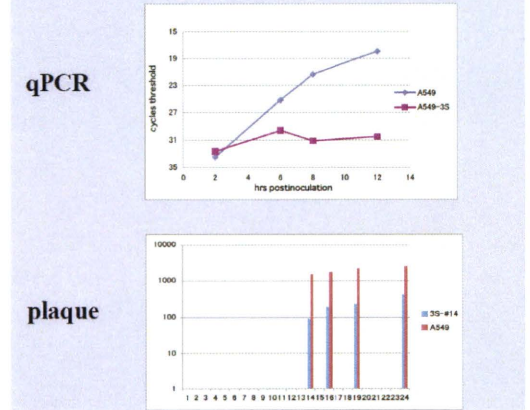 qPCR
cycles threshold
15
19
23
27
31
35
0 2 4 6 8 10 12 14
hrs postinoculation
A549
A549-3S
plaque
10000
1000
100
10
1
1 2 3 4 5 6 7 8 9 10 11 12 13 14 15 16 17 18 19 20 21 22 23 24
3S-#14
A549